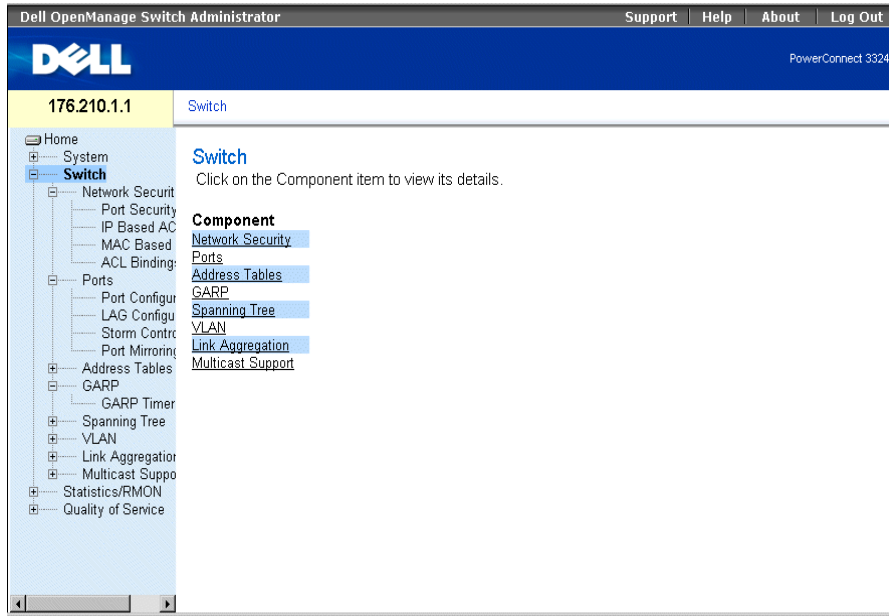 Dell OpenManage Switch Administrator
Support Help About Log Out
DELL
PowerConnect 3324
176.210.1.1
Switch
Home
System
Switch
Network Securit
Port Security
IP Based AC
MAC Based
ACL Binding
Ports
Port Configur
LAG Configu
Storm Contro
Port Mirroring
Address Tables
GARP
GARP Timer
Spanning Tree
VLAN
Link Aggregation
Multicast Suppo
Statistics/RMON
Quality of Service
Switch
Click on the Component item to view its details.
Component
Network Security
Ports
Address Tables
GARP
Spanning Tree
VLAN
Link Aggregation
Multicast Support